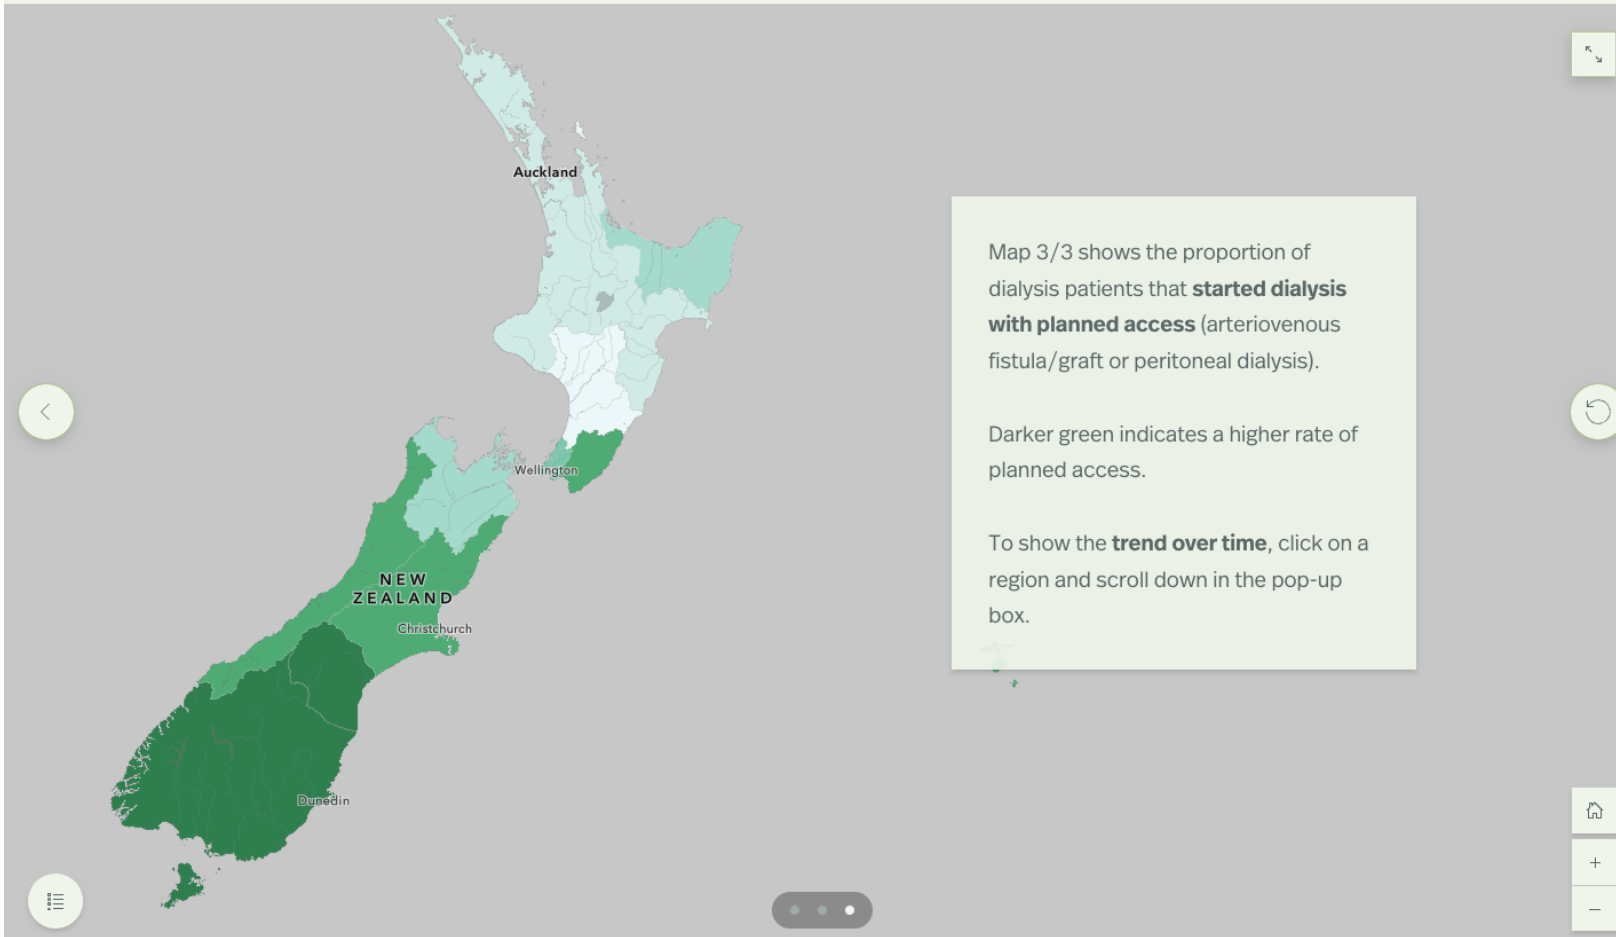 Auckland
Wellington
NEW
ZEALAND
Christchurch
Dunedin
Map 3/3 shows the proportion of
dialysis patients that started dialysis
with planned access (arteriovenous
fistula/graft or peritoneal dialysis).
Darker green indicates a higher rate of
planned access.
To show the trend over time, click on a
region and scroll down in the pop-up
box.